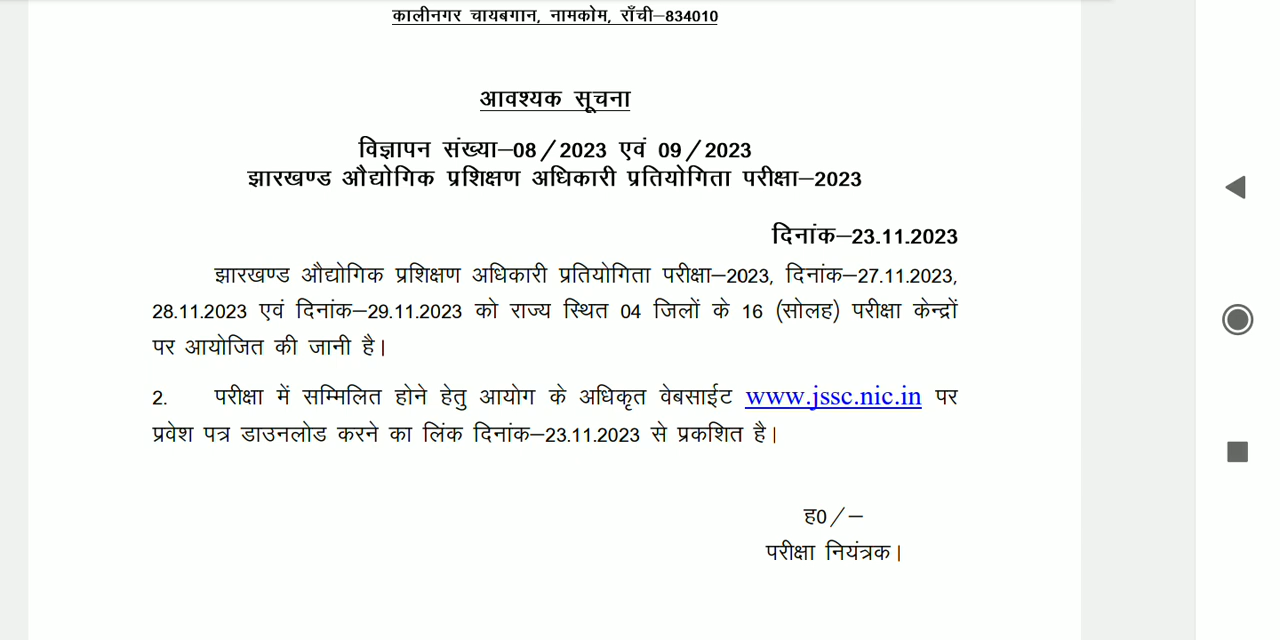 कालीनगर चायबगान, नामकोम, राँची–834010
आवश्यक सूचना
विज्ञापन संख्या–08/2023 एवं 09/2023
झारखण्ड औद्योगिक प्रशिक्षण अधिकारी प्रतियोगिता परीक्षा–2023
दिनांक–23.11.2023
झारखण्ड औद्योगिक प्रशिक्षण अधिकारी प्रतियोगिता परीक्षा–2023, दिनांक–27.11.2023,
28.11.2023 एवं दिनांक–29.11.2023 को राज्य स्थित 04 जिलों के 16 (सोलह) परीक्षा केन्द्रों
पर आयोजित की जानी है।
2. परीक्षा में सम्मिलित होने हेतु आयोग के अधिकृत वेबसाईट www.jssc.nic.in पर
प्रवेश पत्र डाउनलोड करने का लिंक दिनांक–23.11.2023 से प्रकशित है।
ह0/–
परीक्षा नियंत्रक।